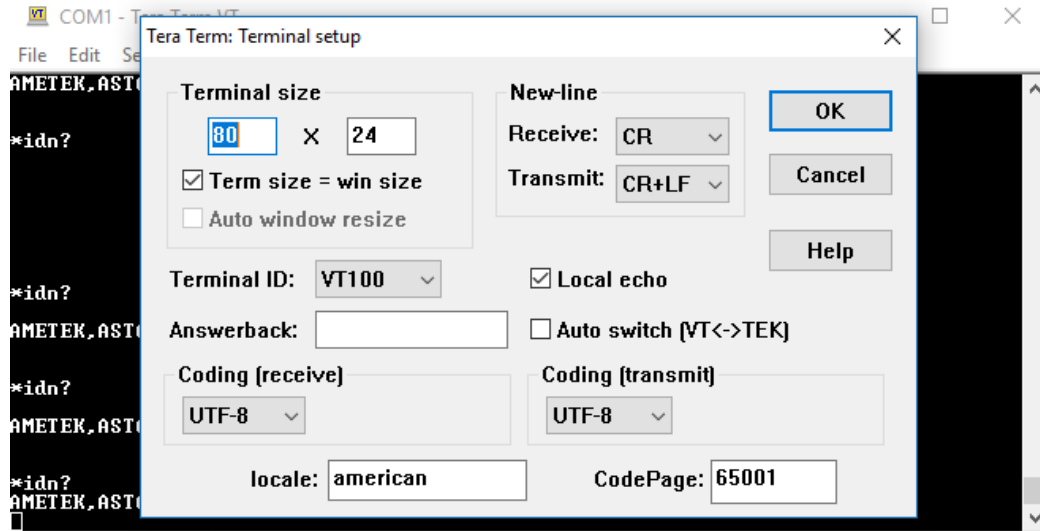 COM1 - Tera Term VT
Tera Term: Terminal setup
File Edit Se
AMETEK,AST
Terminal size
80 X 24
Term size = win size
Auto window resize
New-line
Receive: CR
Transmit: CR+LF
OK
Cancel
Help
*idn?
Terminal ID: VT100
Local echo
*idn?
Answerback:
Auto switch (VT<->TEK)
AMETEK,AST
Coding (receive)
UTF-8
Coding (transmit)
UTF-8
*idn?
AMETEK,AST
locale: american
CodePage: 65001
*idn?
AMETEK,AST